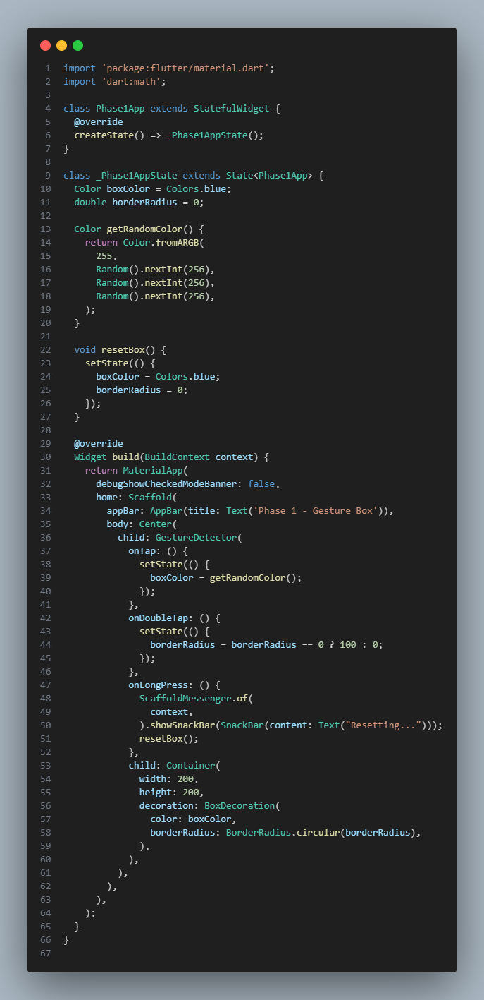 1 import 'package:flutter/material.dart';
2 import 'dart:math';
3
4 class Phase1App extends StatefulWidget {
5   @override
6   createState() => _Phase1AppState();
7 }
8
9 class _Phase1AppState extends State<Phase1App> {
10   Color boxColor = Colors.blue;
11   double borderRadius = 0;
12
13   Color getRandomColor() {
14     return Color.fromARGB(
15       255,
16       Random().nextInt(256),
17       Random().nextInt(256),
18       Random().nextInt(256),
19     );
20   }
21
22   void resetBox() {
23     setState(() {
24       boxColor = Colors.blue;
25       borderRadius = 0;
26     });
27   }
28
29   @override
30   Widget build(BuildContext context) {
31     return MaterialApp(
32       debugShowCheckedModeBanner: false,
33       home: Scaffold(
34         appBar: AppBar(title: Text('Phase 1 - Gesture Box')),
35         body: Center(
36           child: GestureDetector(
37             onTap: () {
38               setState(() {
39                 boxColor = getRandomColor();
40               });
41             },
42             onDoubleTap: () {
43               setState(() {
44                 borderRadius = borderRadius == 0 ? 100 : 0;
45               });
46             },
47             onLongPress: () {
48               ScaffoldMessenger.of(
49                 context,
50               ).showSnackBar(SnackBar(content: Text("Resetting...")));
51               resetBox();
52             },
53             child: Container(
54               width: 200,
55               height: 200,
56               decoration: BoxDecoration(
57                 color: boxColor,
58                 borderRadius: BorderRadius.circular(borderRadius),
59               ),
60             ),
61           ),
62         ),
63       ),
64     );
65   }
66 }
67